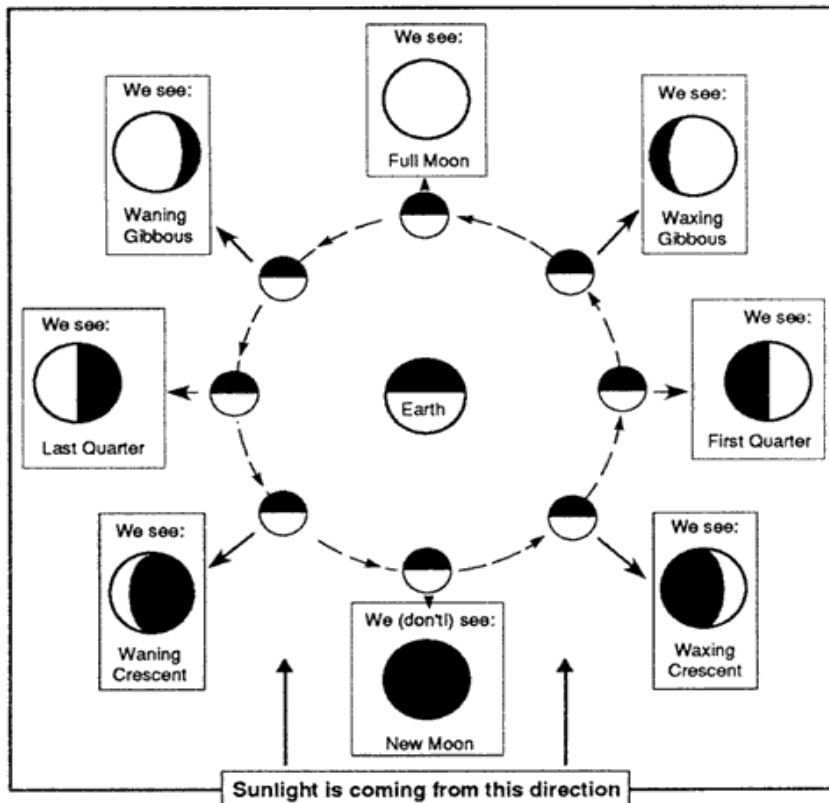 We see:
Full Moon
We see:
Waning
Gibbous
We see:
Waxing
Gibbous
We see:
Last Quarter
Earth
We see:
First Quarter
We see:
Waning
Crescent
We (don'tl) see:
New Moon
We see:
Waxing
Crescent
Sunlight is coming from this direction